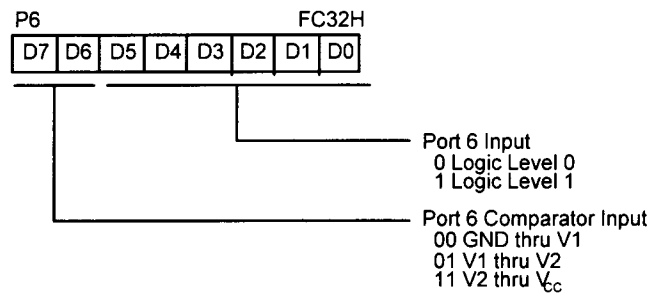 P6 FC32H
D7 D6 D5 D4 D3 D2 D1 D0
Port 6 Input
0 Logic Level 0
1 Logic Level 1
Port 6 Comparator Input
00 GND thru V1
01 V1 thru V2
11 V2 thru VCC